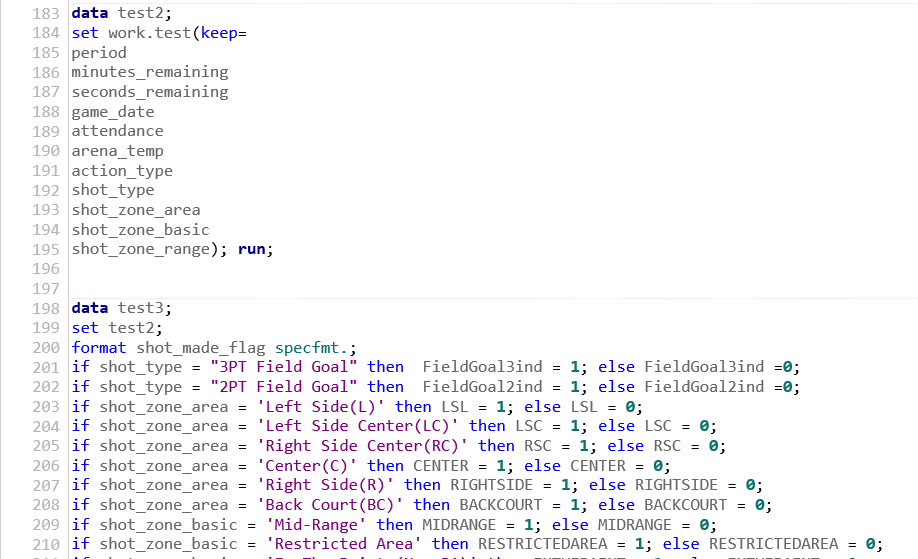 183 data test2;
184 set work.test(keep=
185 period
186 minutes_remaining
187 seconds_remaining
188 game_date
189 attendance
190 arena_temp
191 action_type
192 shot_type
193 shot_zone_area
194 shot_zone_basic
195 shot_zone_range); run;
196
197
198 data test3;
199 set test2;
200 format shot_made_flag specfmt.;
201 if shot_type = "3PT Field Goal" then  FieldGoal3ind = 1; else FieldGoal3ind =0;
202 if shot_type = "2PT Field Goal" then  FieldGoal2ind = 1; else FieldGoal2ind =0;
203 if shot_zone_area = 'Left Side(L)' then LSL = 1; else LSL = 0;
204 if shot_zone_area = 'Left Side Center(LC)' then LSC = 1; else LSC = 0;
205 if shot_zone_area = 'Right Side Center(RC)' then RSC = 1; else RSC = 0;
206 if shot_zone_area = 'Center(C)' then CENTER = 1; else CENTER = 0;
207 if shot_zone_area = 'Right Side(R)' then RIGHTSIDE = 1; else RIGHTSIDE = 0;
208 if shot_zone_area = 'Back Court(BC)' then BACKCOURT = 1; else BACKCOURT = 0;
209 if shot_zone_basic = 'Mid-Range' then MIDRANGE = 1; else MIDRANGE = 0;
210 if shot_zone_basic = 'Restricted Area' then RESTRICTEDAREA = 1; else RESTRICTEDAREA = 0;